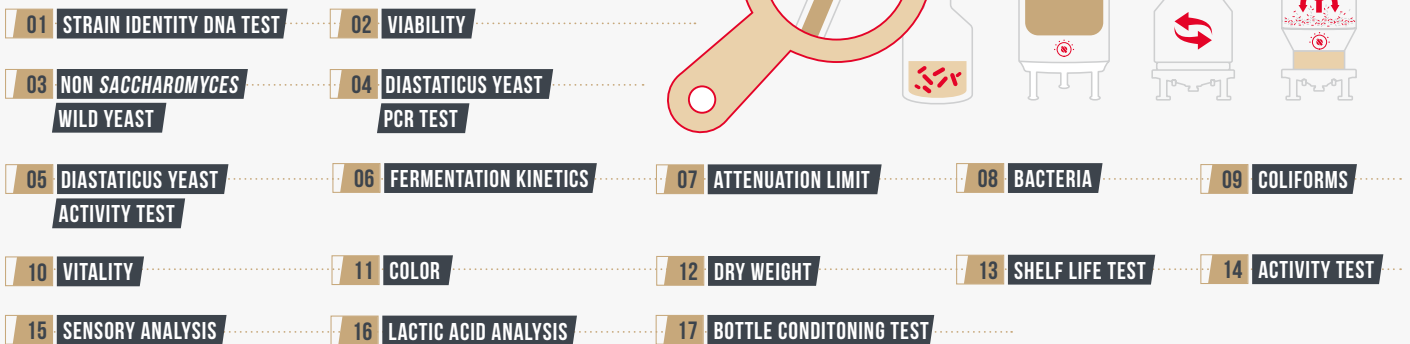 01 STRAIN IDENTITY DNA TEST
02 VIABILITY
03 NON SACCHAROMYCES
WILD YEAST
04 DIASTATICUS YEAST
PCR TEST
05 DIASTATICUS YEAST
ACTIVITY TEST
06 FERMENTATION KINETICS
07 ATTENUATION LIMIT
08 BACTERIA
09 COLIFORMS
10 VITALITY
11 COLOR
12 DRY WEIGHT
13 SHELF LIFE TEST
14 ACTIVITY TEST
15 SENSORY ANALYSIS
16 LACTIC ACID ANALYSIS
17 BOTTLE CONDITONING TEST